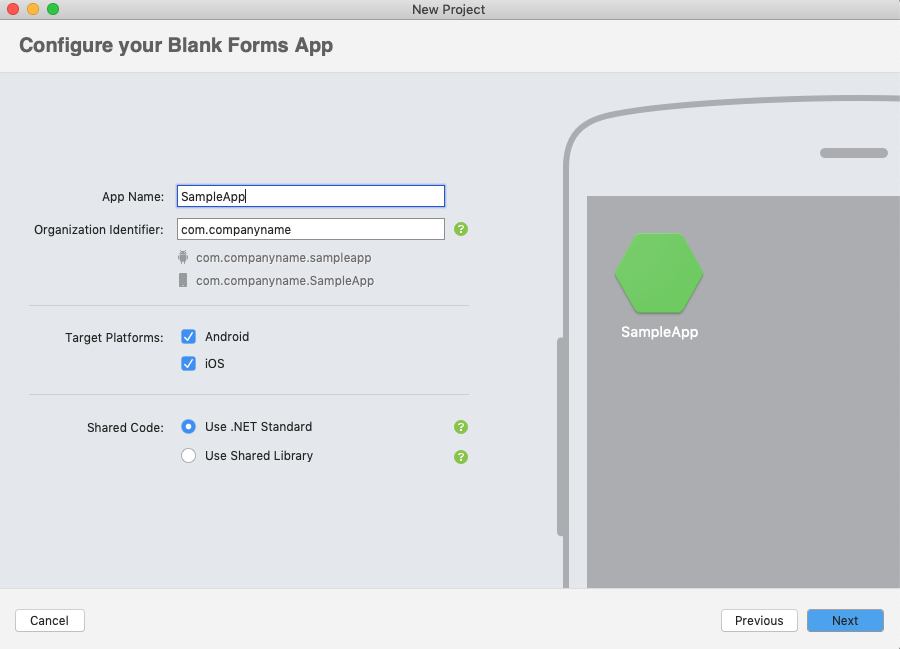 New Project
Configure your Blank Forms App
App Name: SampleApp
Organization Identifier: com.companyname ?
com.companyname.sampleapp
com.companyname.SampleApp
SampleApp
Target Platforms: Android
iOS
Shared Code: Use .NET Standard ?
Use Shared Library ?
Cancel Previous Next